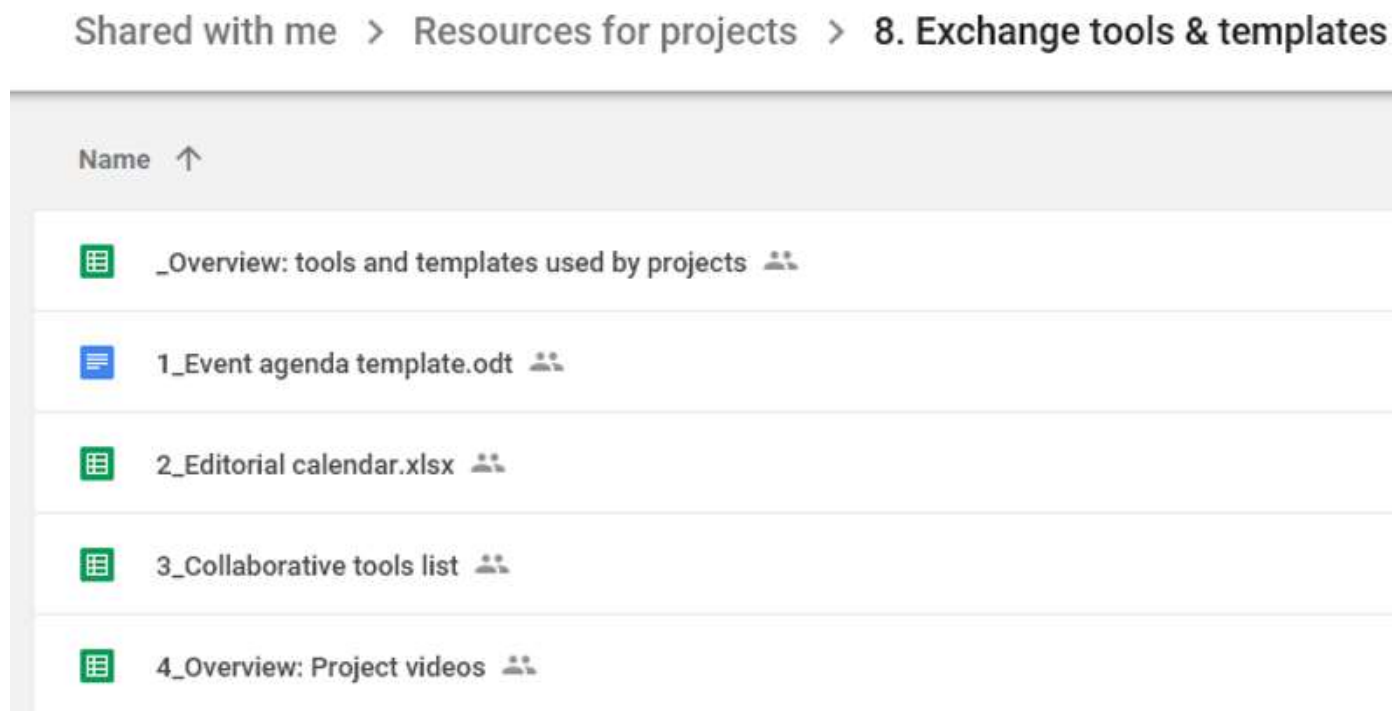 Shared with me > Resources for projects > 8. Exchange tools & templates
Name ↑
_Overview: tools and templates used by projects
1_Event agenda template.odt
2_Editorial calendar.xlsx
3_Collaborative tools list
4_Overview: Project videos